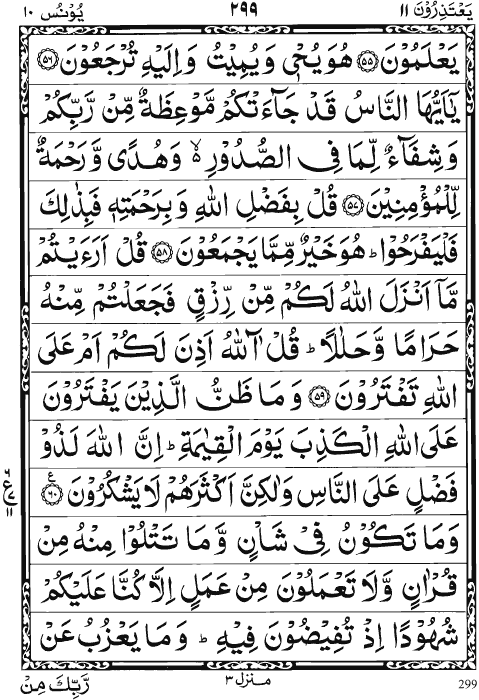 يَعْتَذِرُوْنَ ١١ ٢٩٩ يُوْنُس ١٠
يَعْلَمُوْنَ ﴿٥٥﴾ هُوَ يُحْيٖ وَيُمِيْتُ وَاِلَيْهِ تُرْجَعُوْنَ ﴿٥٦﴾
يٰۤاَيُّهَا النَّاسُ قَدْ جَآءَتْكُمْ مَّوْعِظَةٌ مِّنْ رَّبِّكُمْ
وَشِفَآءٌ لِّمَا فِى الصُّدُوْرِ ۙ وَهُدًى وَّرَحْمَةٌ
لِّلْمُؤْمِنِيْنَ ﴿٥٧﴾ قُلْ بِفَضْلِ اللّٰهِ وَبِرَحْمَتِهٖ فَبِذٰلِكَ
فَلْيَفْرَحُوْا ؕ هُوَ خَيْرٌ مِّمَّا يَجْمَعُوْنَ ﴿٥٨﴾ قُلْ اَرَءَيْتُمْ
مَّاۤ اَنْزَلَ اللّٰهُ لَكُمْ مِّنْ رِّزْقٍ فَجَعَلْتُمْ مِّنْهُ
حَرَامًا وَّحَلٰلًا ؕ قُلْ آٰللّٰهُ اَذِنَ لَكُمْ اَمْ عَلَى
اللّٰهِ تَفْتَرُوْنَ ﴿٥٩﴾ وَمَا ظَنُّ الَّذِيْنَ يَفْتَرُوْنَ
عَلَى اللّٰهِ الْكَذِبَ يَوْمَ الْقِيٰمَةِ ؕ اِنَّ اللّٰهَ لَذُوْ
فَضْلٍ عَلَى النَّاسِ وَلٰكِنَّ اَكْثَرَهُمْ لَا يَشْكُرُوْنَ ﴿٦٠﴾ ع
وَمَا تَكُوْنُ فِىْ شَاْنٍ وَّمَا تَتْلُوْا مِنْهُ مِنْ
قُرْاٰنٍ وَّلَا تَعْمَلُوْنَ مِنْ عَمَلٍ اِلَّا كُنَّا عَلَيْكُمْ
شُهُوْدًا اِذْ تُفِيْضُوْنَ فِيْهِ ؕ وَمَا يَعْزُبُ عَنْ
299 منزل ٣ رَّبِّكَ مِنْ